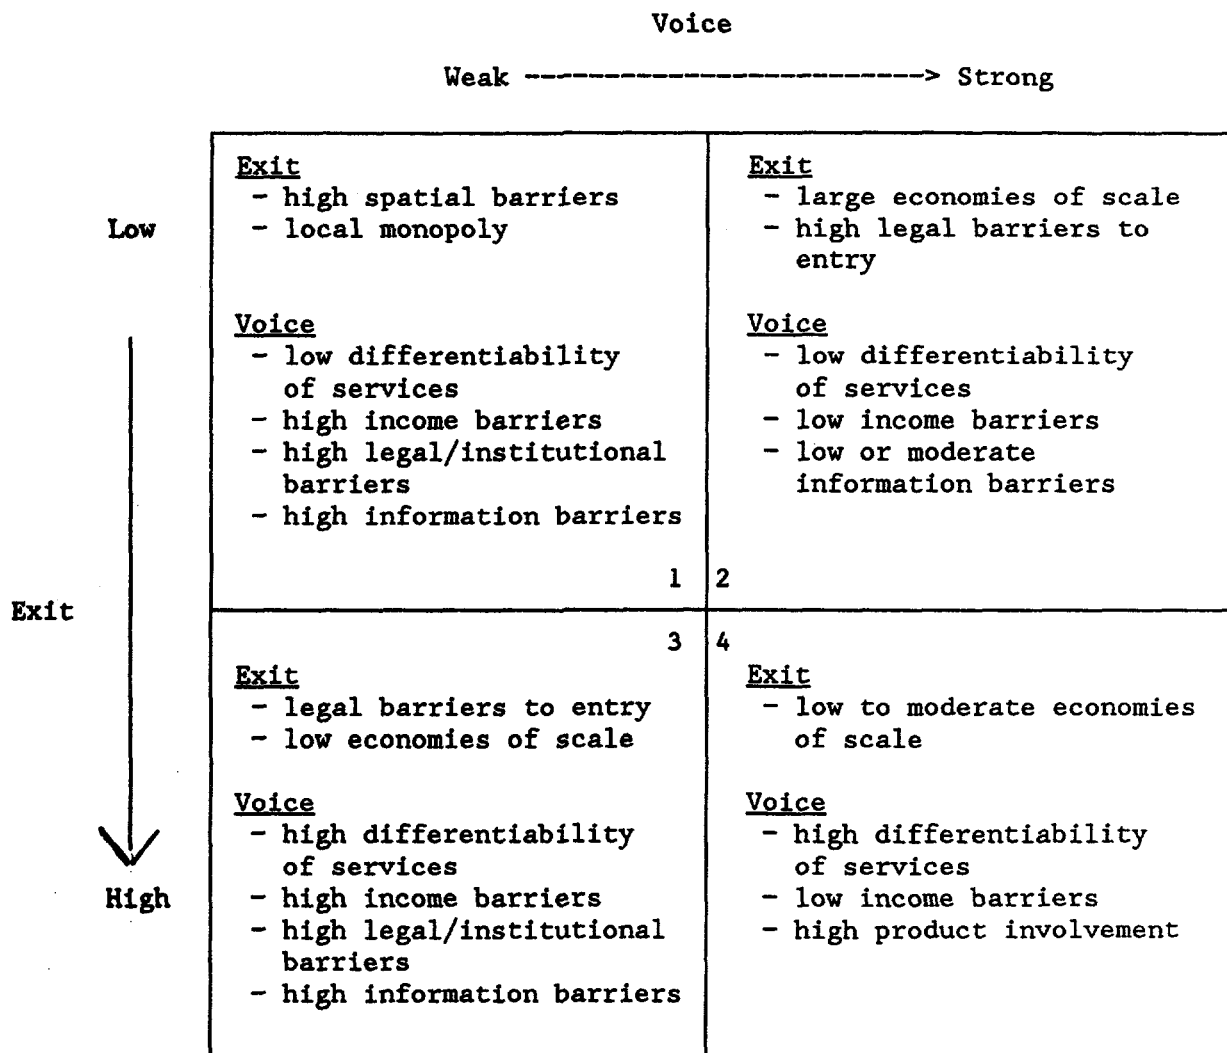 Voice
Weak -------------------------> Strong
Low
Exit
- high spatial barriers
- local monopoly
Voice
- low differentiability
of services
- high income barriers
- high legal/institutional
barriers
- high information barriers
1
Exit
- large economies of scale
- high legal barriers to
entry
Voice
- low differentiability
of services
- low income barriers
- low or moderate
information barriers
2
Exit
High
3
Exit
- legal barriers to entry
- low economies of scale
Voice
- high differentiability
of services
- high income barriers
- high legal/institutional
barriers
- high information barriers
4
Exit
- low to moderate economies
of scale
Voice
- high differentiability
of services
- low income barriers
- high product involvement